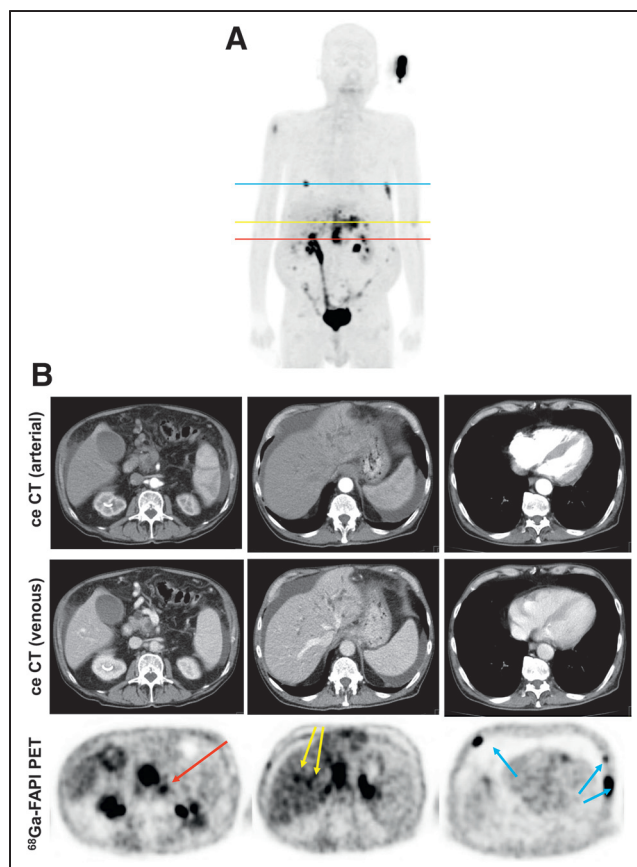 A
B
ce CT (arterial)
ce CT (venous)
⁶⁸Ga-FAPI PET